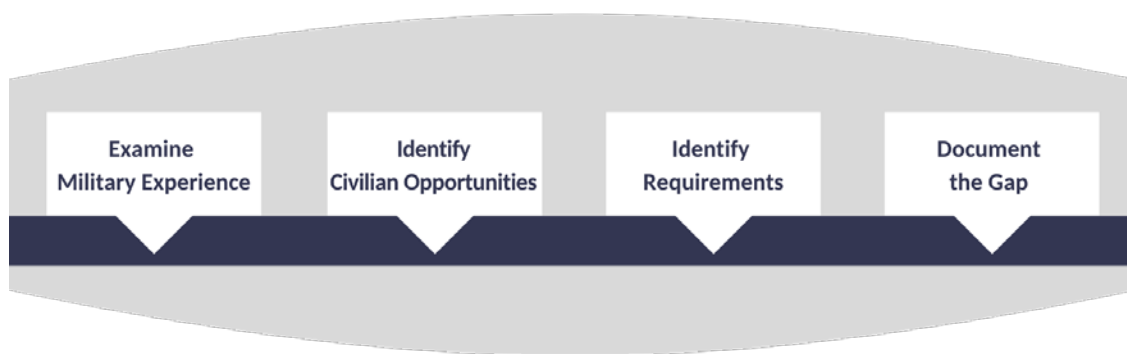 Examine
Military Experience
Identify
Civilian Opportunities
Identify
Requirements
Document
the Gap